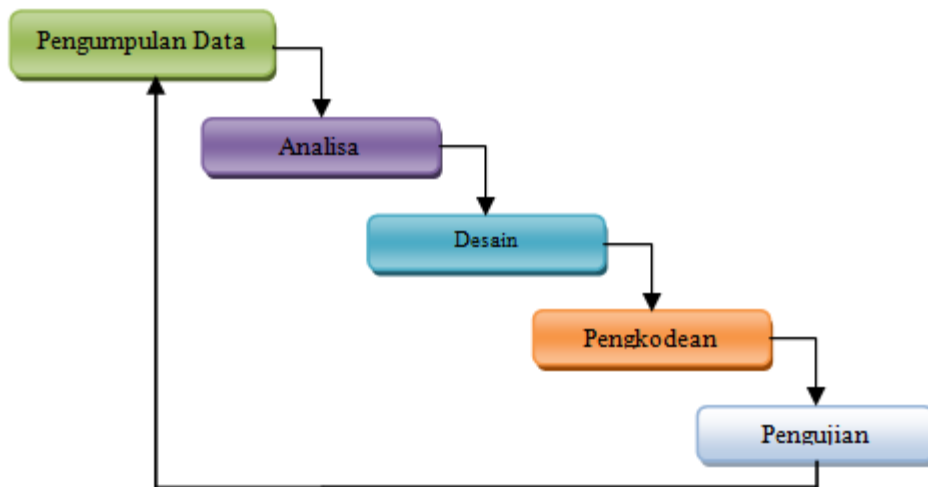 Pengumpulan Data
Analisa
Desain
Pengkodean
Pengujian